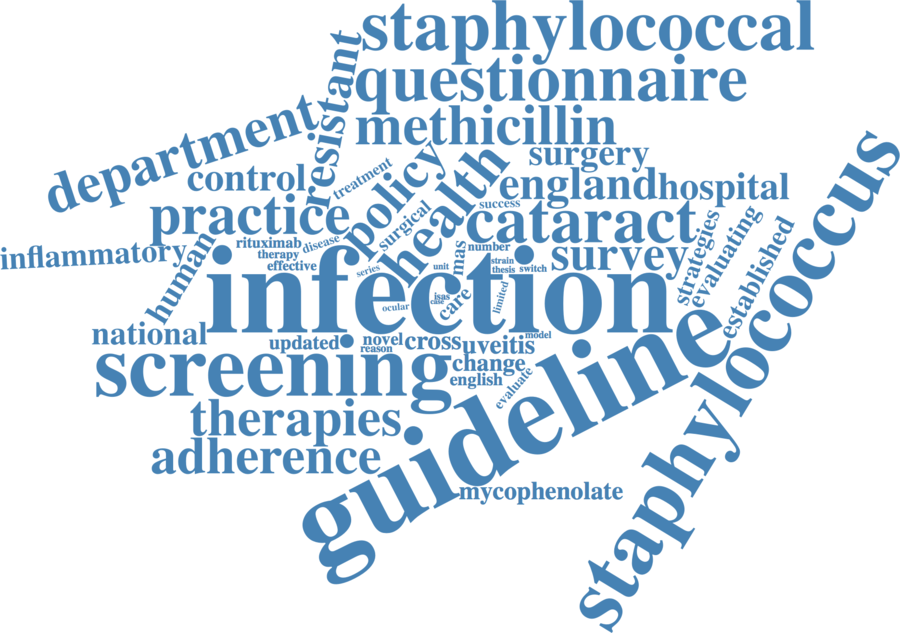 staphylococcal
questionnaire
resistant
methicillin
department
surgery
treatment
policy
health
control
england
hospital
success
practice
surgical
cataract
staphylococcus
inflammatory
human
rituximab
disease
therapy
effective
series
mas
number
survey
strategies
evaluating
established
strain
unit
thesis
switch
infection
isas
case
care
limited
ocular
national
updated
novel
reason
cross
uveitis
model
screening
change
english
evaluate
guideline
therapies
adherence
mycophenolate